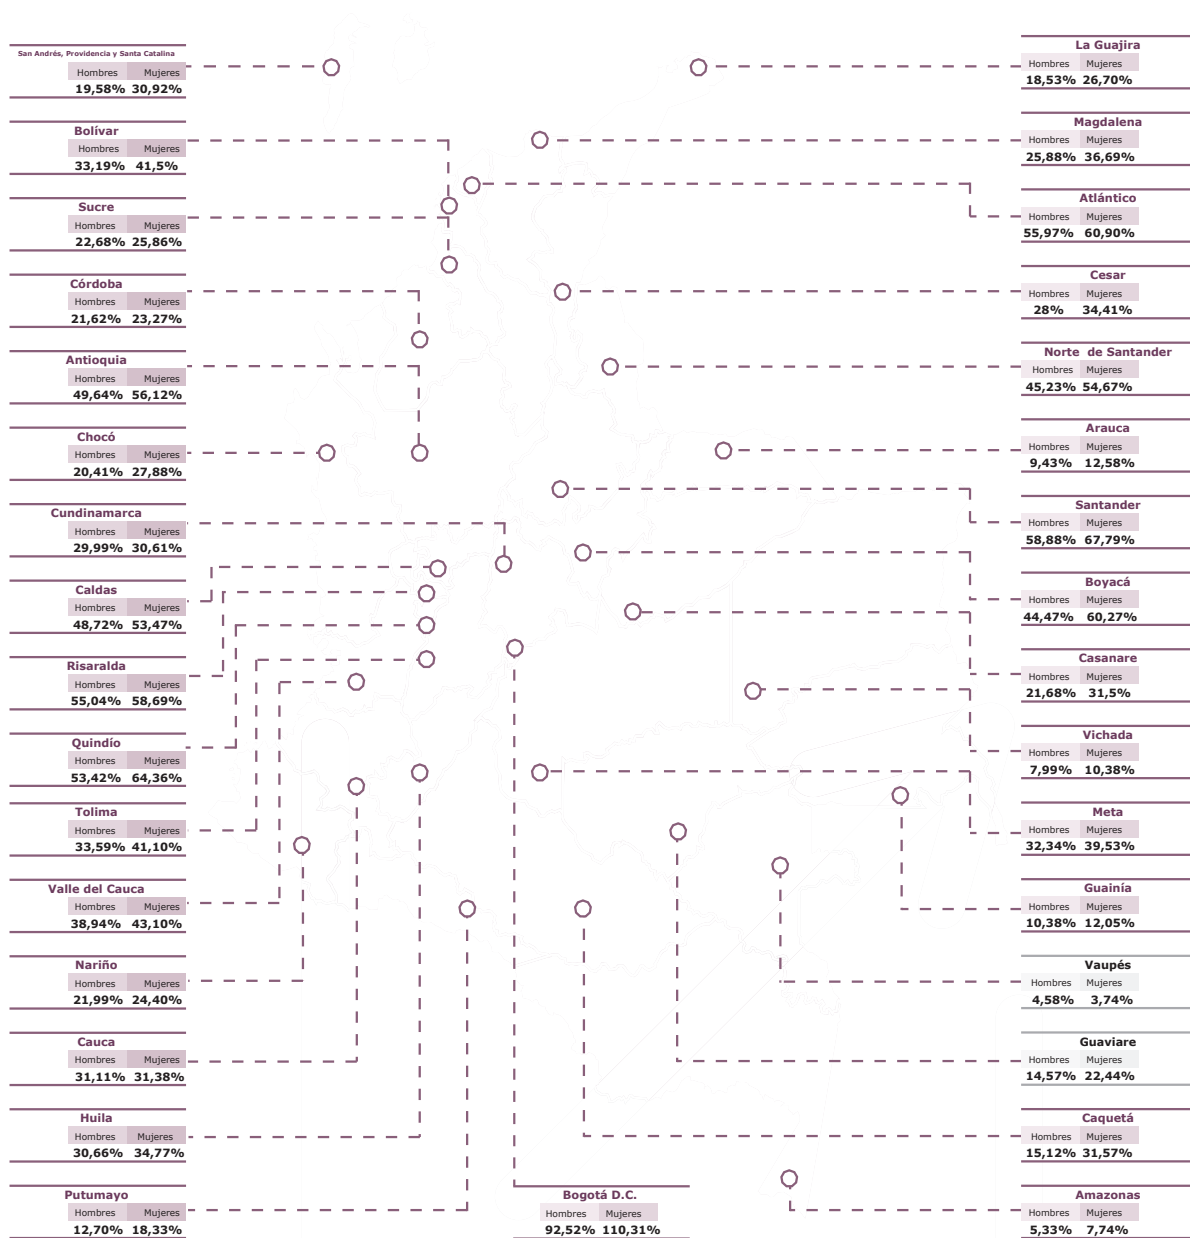 San Andrés, Providencia y Santa Catalina
Hombres Mujeres
19,58% 30,92%
Bolívar
Hombres Mujeres
33,19% 41,5%
Sucre
Hombres Mujeres
22,68% 25,86%
Córdoba
Hombres Mujeres
21,62% 23,27%
Antioquia
Hombres Mujeres
49,64% 56,12%
Chocó
Hombres Mujeres
20,41% 27,88%
Cundinamarca
Hombres Mujeres
29,99% 30,61%
Caldas
Hombres Mujeres
48,72% 53,47%
Risaralda
Hombres Mujeres
55,04% 58,69%
Quindío
Hombres Mujeres
53,42% 64,36%
Tolima
Hombres Mujeres
33,59% 41,10%
Valle del Cauca
Hombres Mujeres
38,94% 43,10%
Nariño
Hombres Mujeres
21,99% 24,40%
Cauca
Hombres Mujeres
31,11% 31,38%
Huila
Hombres Mujeres
30,66% 34,77%
Putumayo
Hombres Mujeres
12,70% 18,33%
Bogotá D.C.
Hombres Mujeres
92,52% 110,31%
La Guajira
Hombres Mujeres
18,53% 26,70%
Magdalena
Hombres Mujeres
25,88% 36,69%
Atlántico
Hombres Mujeres
55,97% 60,90%
Cesar
Hombres Mujeres
28% 34,41%
Norte de Santander
Hombres Mujeres
45,23% 54,67%
Arauca
Hombres Mujeres
9,43% 12,58%
Santander
Hombres Mujeres
58,88% 67,79%
Boyacá
Hombres Mujeres
44,47% 60,27%
Casanare
Hombres Mujeres
21,68% 31,5%
Vichada
Hombres Mujeres
7,99% 10,38%
Meta
Hombres Mujeres
32,34% 39,53%
Guainía
Hombres Mujeres
10,38% 12,05%
Vaupés
Hombres Mujeres
4,58% 3,74%
Guaviare
Hombres Mujeres
14,57% 22,44%
Caquetá
Hombres Mujeres
15,12% 31,57%
Amazonas
Hombres Mujeres
5,33% 7,74%